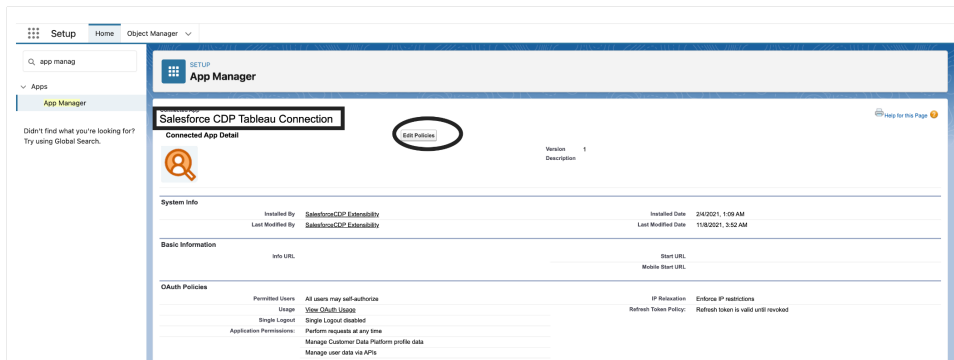 Setup Home Object Manager
app manag
Apps
App Manager
Didn't find what you're looking for?
Try using Global Search.
SETUP
App Manager
Connected App
Salesforce CDP Tableau Connection
Help for this Page
Connected App Detail
Edit Policies
Version 1
Description
System Info
Installed By SalesforceCDP Extensibility Installed Date 2/4/2021, 1:09 AM
Last Modified By SalesforceCDP Extensibility Last Modified Date 11/8/2021, 3:52 AM
Basic Information
Info URL Start URL
Mobile Start URL
OAuth Policies
Permitted Users All users may self-authorize IP Relaxation Enforce IP restrictions
Usage View OAuth Usage Refresh Token Policy: Refresh token is valid until revoked
Single Logout Single Logout disabled
Application Permissions: Perform requests at any time
Manage Customer Data Platform profile data
Manage user data via APIs